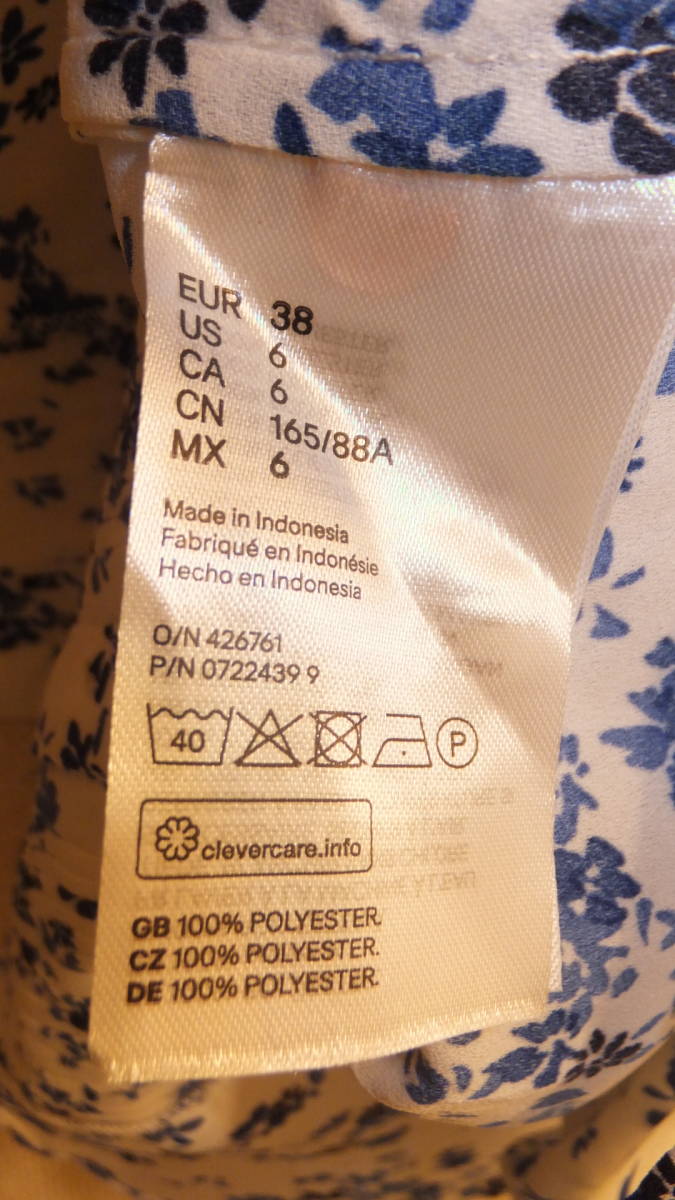 EUR 38
US 6
CA 6
CN 165/88A
MX 6
Made in Indonesia
Fabriqué en Indonésie
Hecho en Indonesia
O/N 426761
P/N 0722439 9
40
P
clevercare.info
GB 100% POLYESTER.
CZ 100% POLYESTER.
DE 100% POLYESTER.